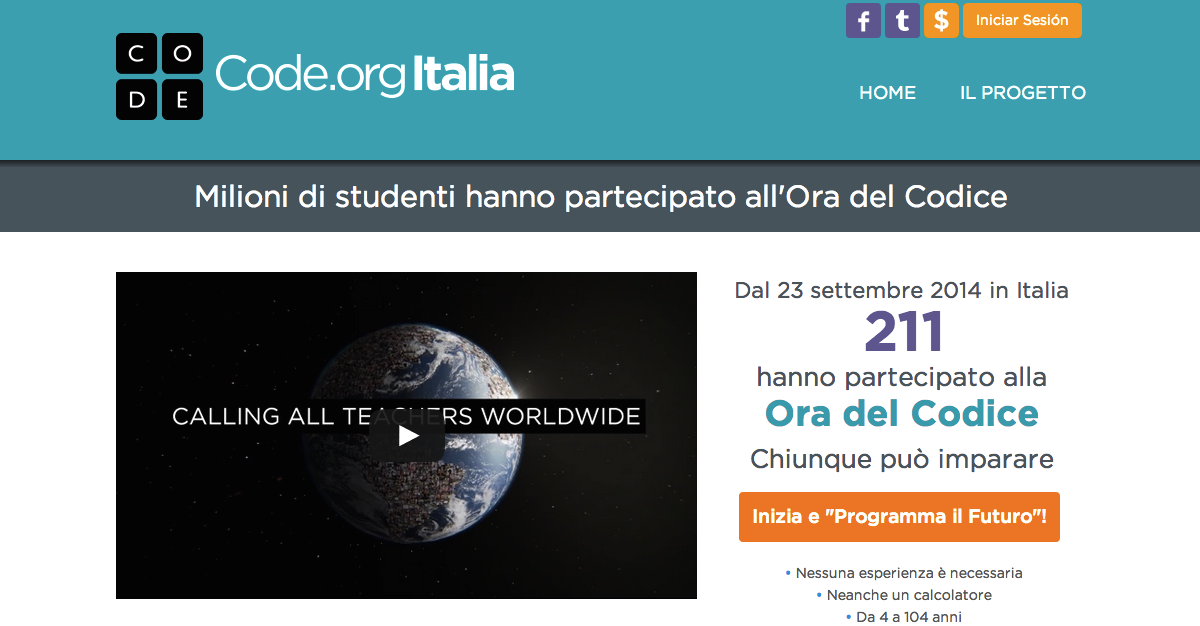 f t $ Iniciar Sesión
C O
D E
Code.org Italia
HOME IL PROGETTO
Milioni di studenti hanno partecipato all'Ora del Codice
CALLING ALL TEACHERS WORLDWIDE
Dal 23 settembre 2014 in Italia
211
hanno partecipato alla
Ora del Codice
Chiunque può imparare
Inizia e "Programma il Futuro"!
• Nessuna esperienza è necessaria
• Neanche un calcolatore
• Da 4 a 104 anni